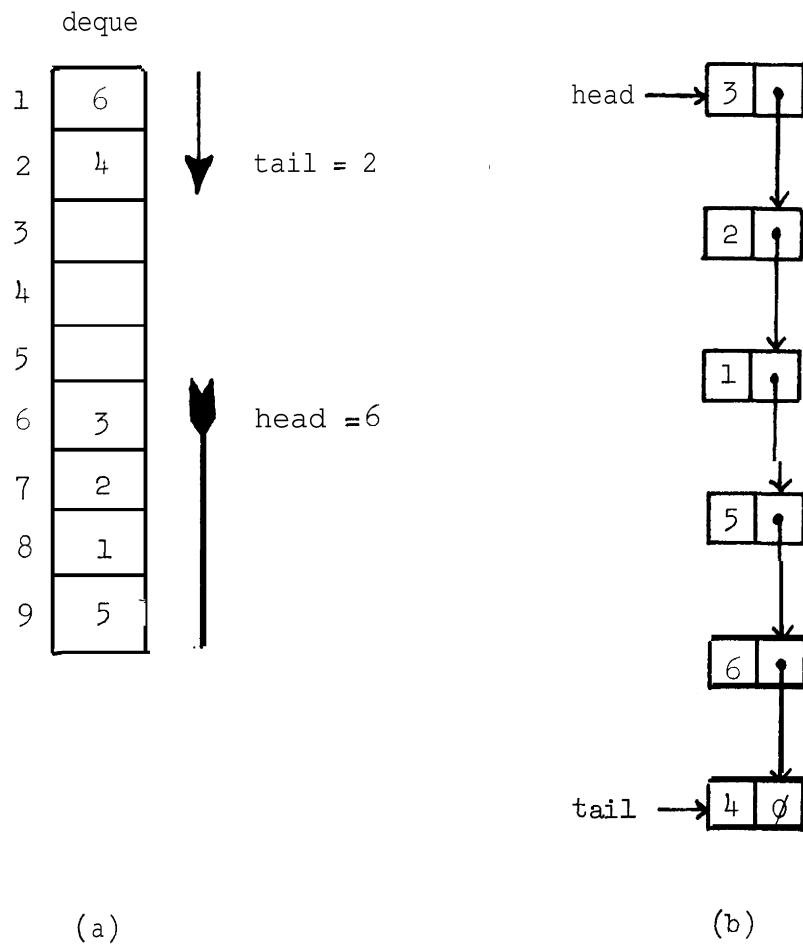 deque
1 6
2 4
3
4
5
6 3
7 2
8 1
9 5
tail = 2
head =6
(a)
head 3
2
1
5
6
tail 4 ∅
(b)